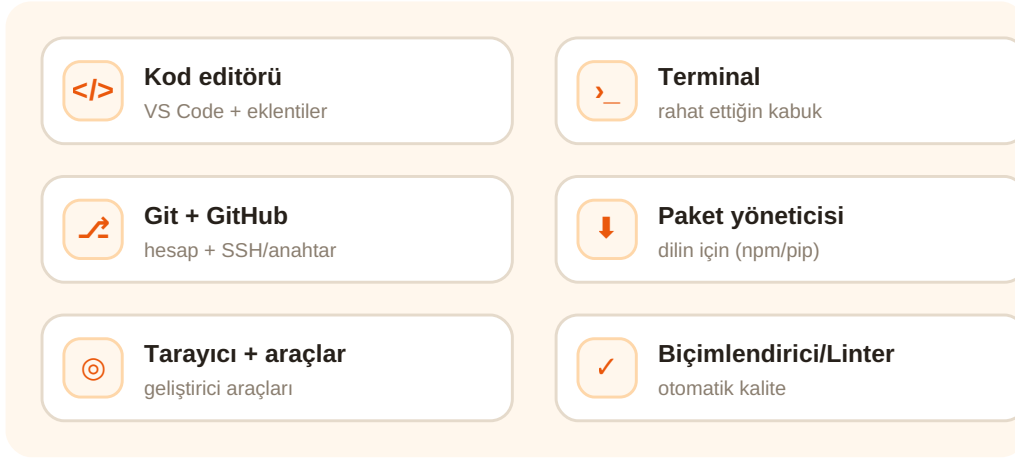 </> Kod editörü
VS Code + eklentiler
›_ Terminal
rahat ettiğin kabuk
Git + GitHub
hesap + SSH/anahtar
Paket yöneticisi
dilin için (npm/pip)
Tarayıcı + araçlar
geliştirici araçları
Biçimlendirici/Linter
otomatik kalite